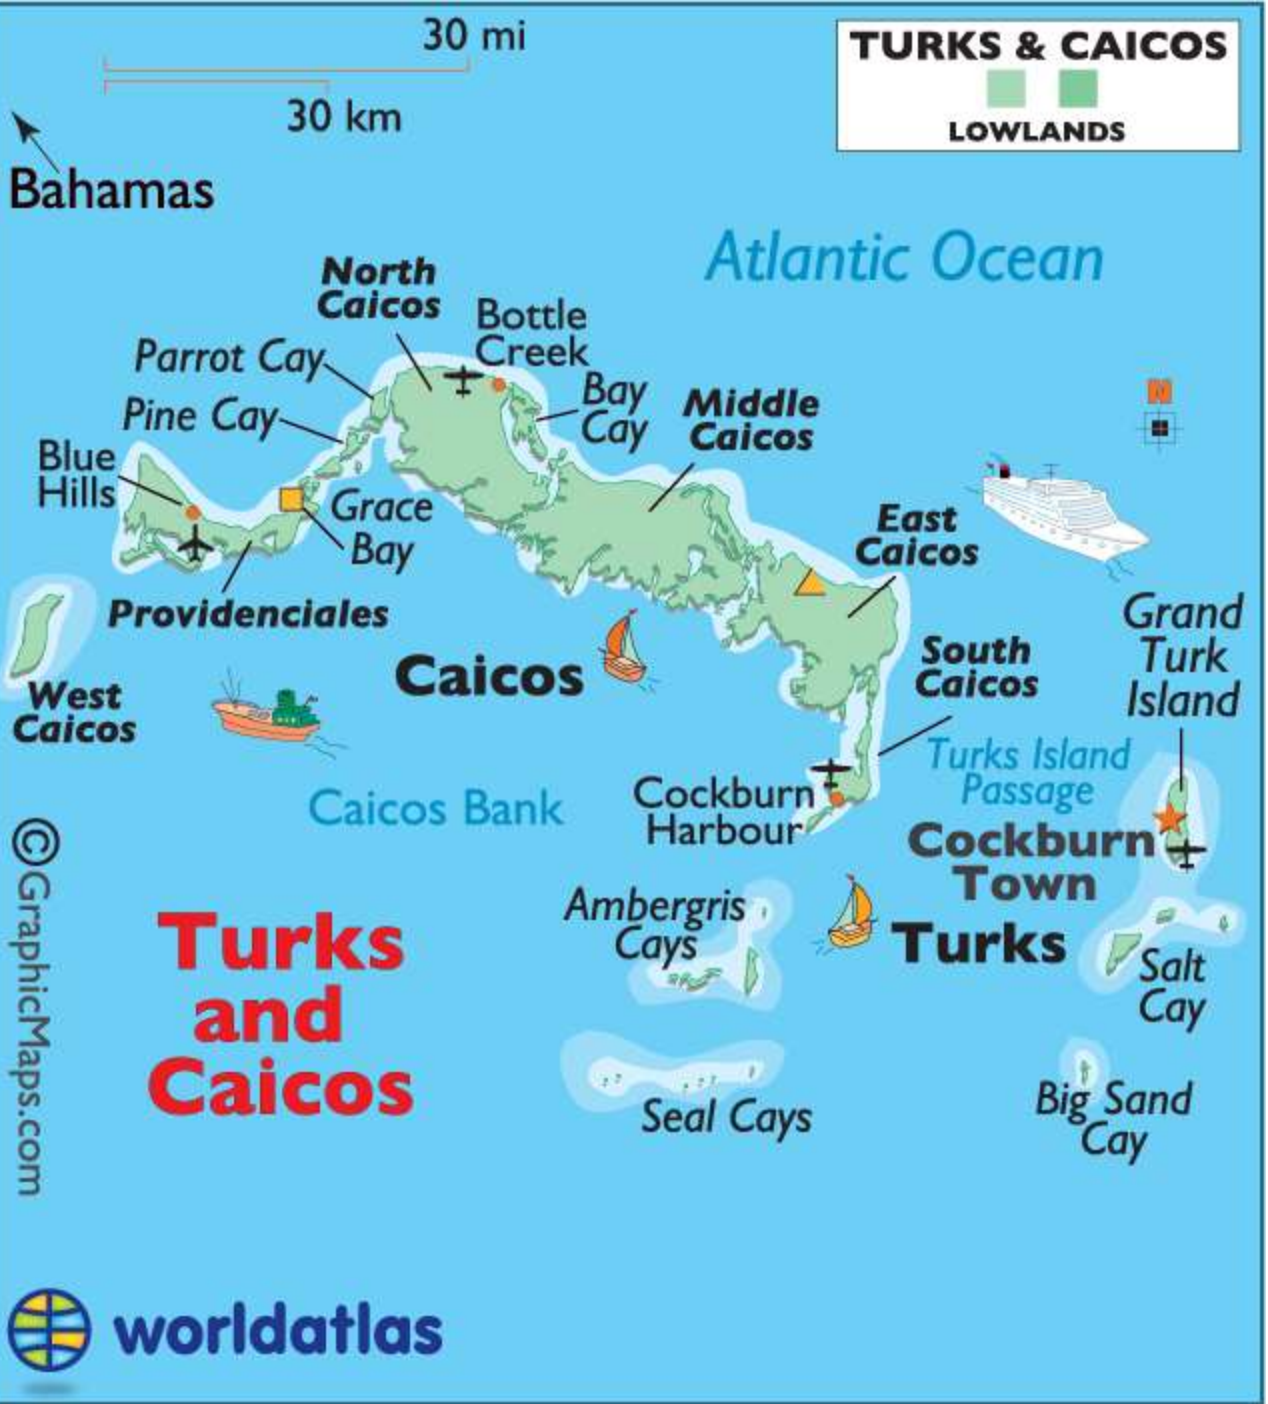 30 mi
30 km
TURKS & CAICOS
LOWLANDS
Bahamas
Atlantic Ocean
North
Caicos
Bottle
Creek
Parrot Cay
Bay
Cay
Middle
Caicos
Pine Cay
N
Blue
Hills
Grace
Bay
East
Caicos
Providenciales
Grand
Turk
Island
Caicos
South
Caicos
West
Caicos
Turks Island
Passage
Caicos Bank
Cockburn
Harbour
Cockburn
Town
Ambergris
Cays
Turks
Salt
Cay
Turks
and
Caicos
Seal Cays
Big Sand
Cay
©GraphicMaps.com
worldatlas